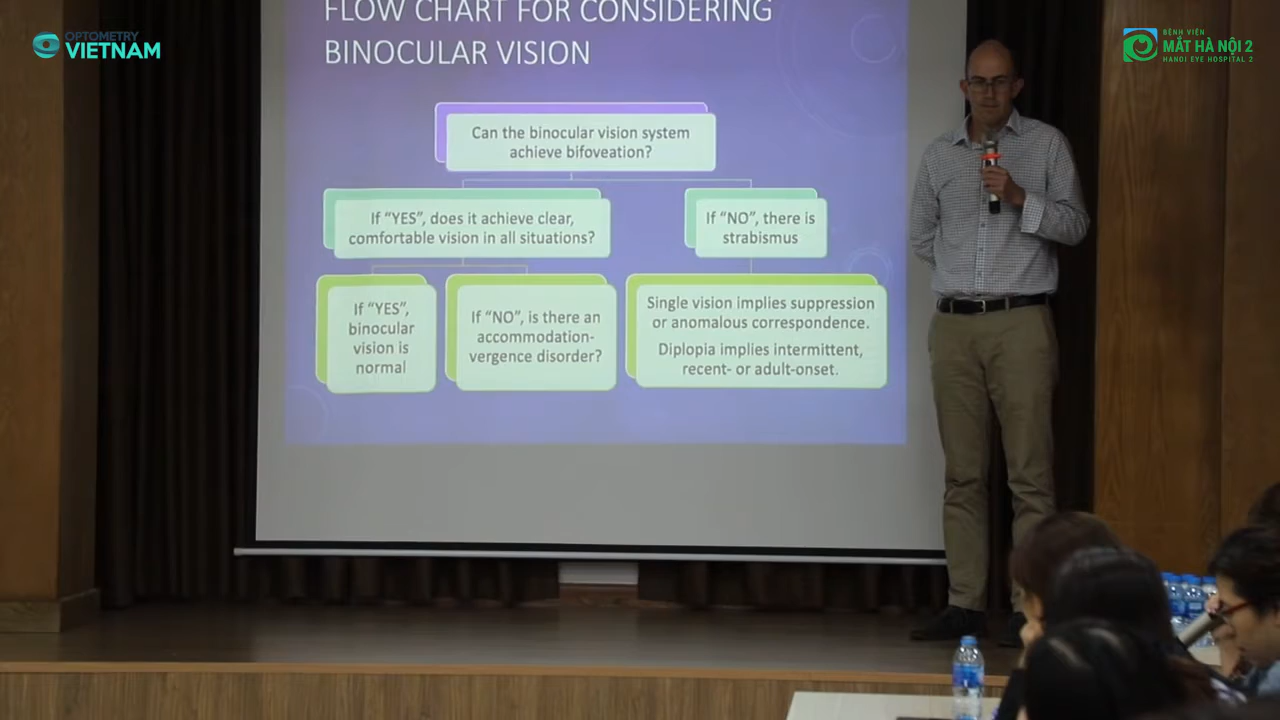 OPTOMETRY
VIETNAM
BỆNH VIỆN
MẮT HÀ NỘI 2
HANOI EYE HOSPITAL 2
FLOW CHART FOR CONSIDERING
BINOCULAR VISION
Can the binocular vision system
achieve bifoveation?
If “YES”, does it achieve clear,
comfortable vision in all situations?
If “NO”, there is
strabismus
If “YES”,
binocular
vision is
normal
If “NO”, is there an
accommodation-
vergence disorder?
Single vision implies suppression
or anomalous correspondence.
Diplopia implies intermittent,
recent- or adult-onset.